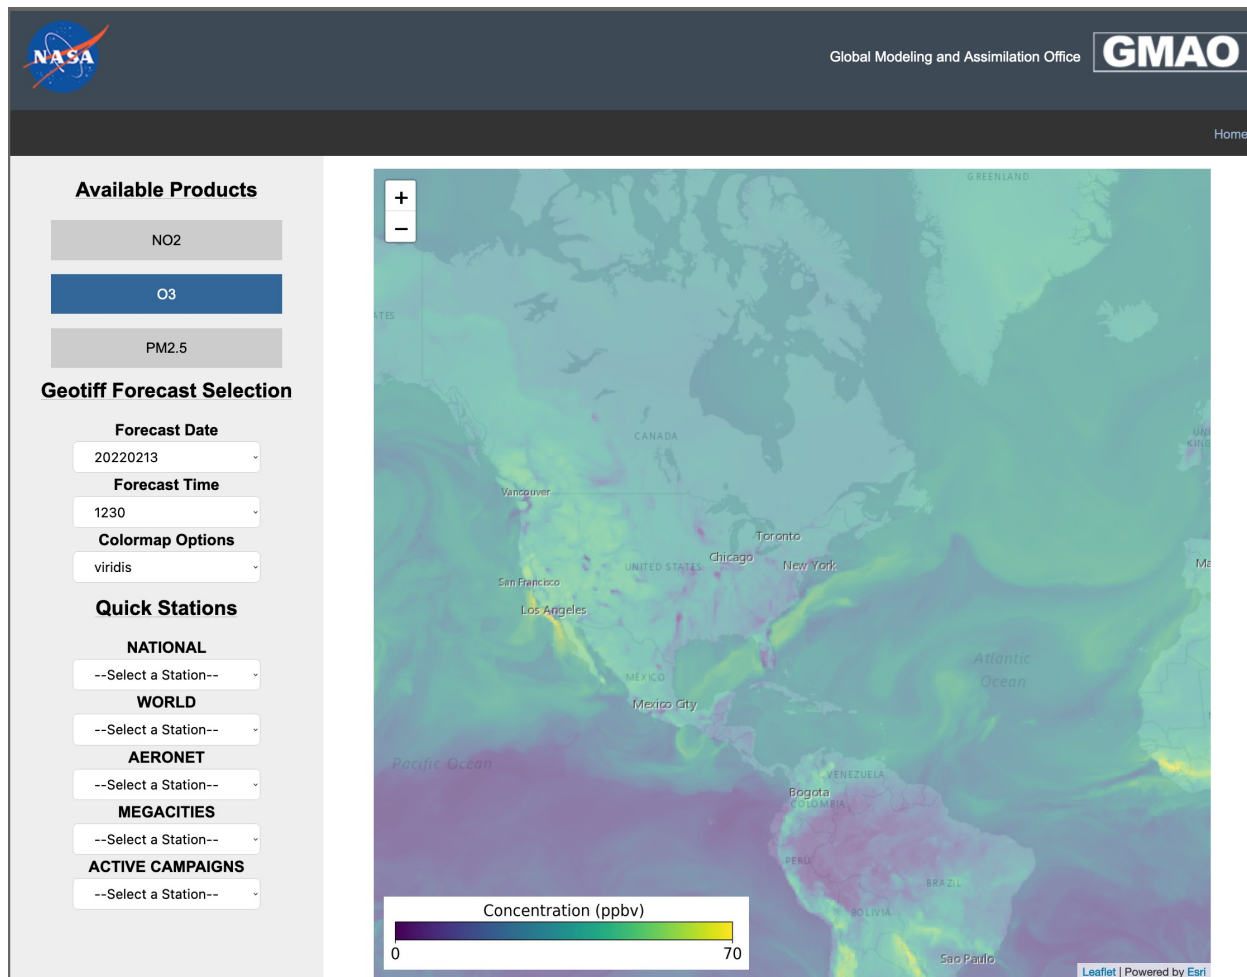 NASA
Global Modeling and Assimilation Office
GMAO
Home
Available Products
NO2
O3
PM2.5
Geotiff Forecast Selection
Forecast Date
20220213
Forecast Time
1230
Colormap Options
viridis
Quick Stations
NATIONAL
--Select a Station--
WORLD
--Select a Station--
AERONET
--Select a Station--
MEGACITIES
--Select a Station--
ACTIVE CAMPAIGNS
--Select a Station--
+
−
GREENLAND
ATES
CANADA
UNI
KING
Vancouver
Toronto
Chicago
UNITED STATES
New York
Ma
San Francisco
Los Angeles
Atlantic
Ocean
MEXICO
Mexico City
Pacific Ocean
VENEZUELA
Bogota
COLOMBIA
PERU
BRAZIL
BOLIVIA
Sao Paulo
Concentration (ppbv)
0 70
Leaflet | Powered by Esri